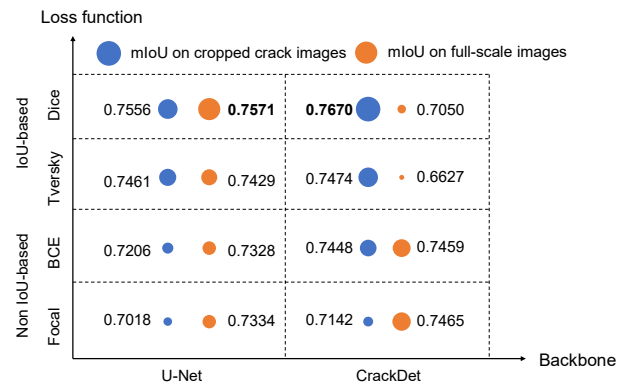 Loss function
mIoU on cropped crack images mIoU on full-scale images
IoU-based
Non IoU-based
Dice
0.7556 0.7571 0.7670 0.7050
Tversky
0.7461 0.7429 0.7474 0.6627
BCE
0.7206 0.7328 0.7448 0.7459
Focal
0.7018 0.7334 0.7142 0.7465
Backbone
U-Net CrackDet